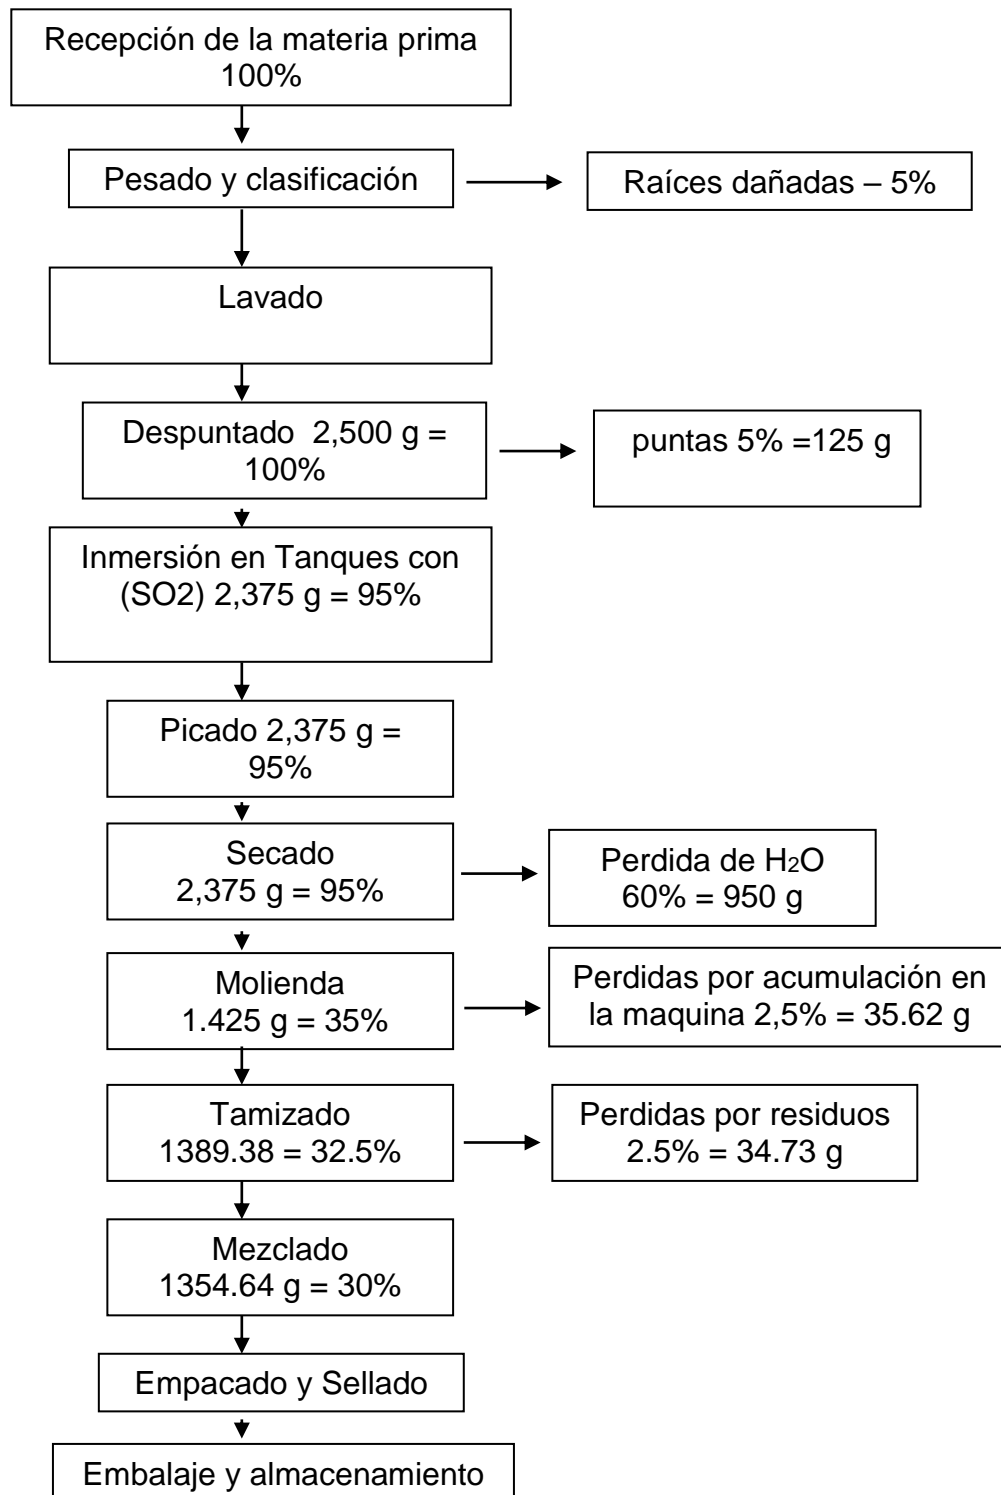 Recepción de la materia prima
100%
Pesado y clasificación
Raíces dañadas – 5%
Lavado
Despuntado 2,500 g =
100%
puntas 5% =125 g
Inmersión en Tanques con
(SO2) 2,375 g = 95%
Picado 2,375 g =
95%
Secado
2,375 g = 95%
Perdida de H₂O
60% = 950 g
Molienda
1.425 g = 35%
Perdidas por acumulación en
la maquina 2,5% = 35.62 g
Tamizado
1389.38 = 32.5%
Perdidas por residuos
2.5% = 34.73 g
Mezclado
1354.64 g = 30%
Empacado y Sellado
Embalaje y almacenamiento